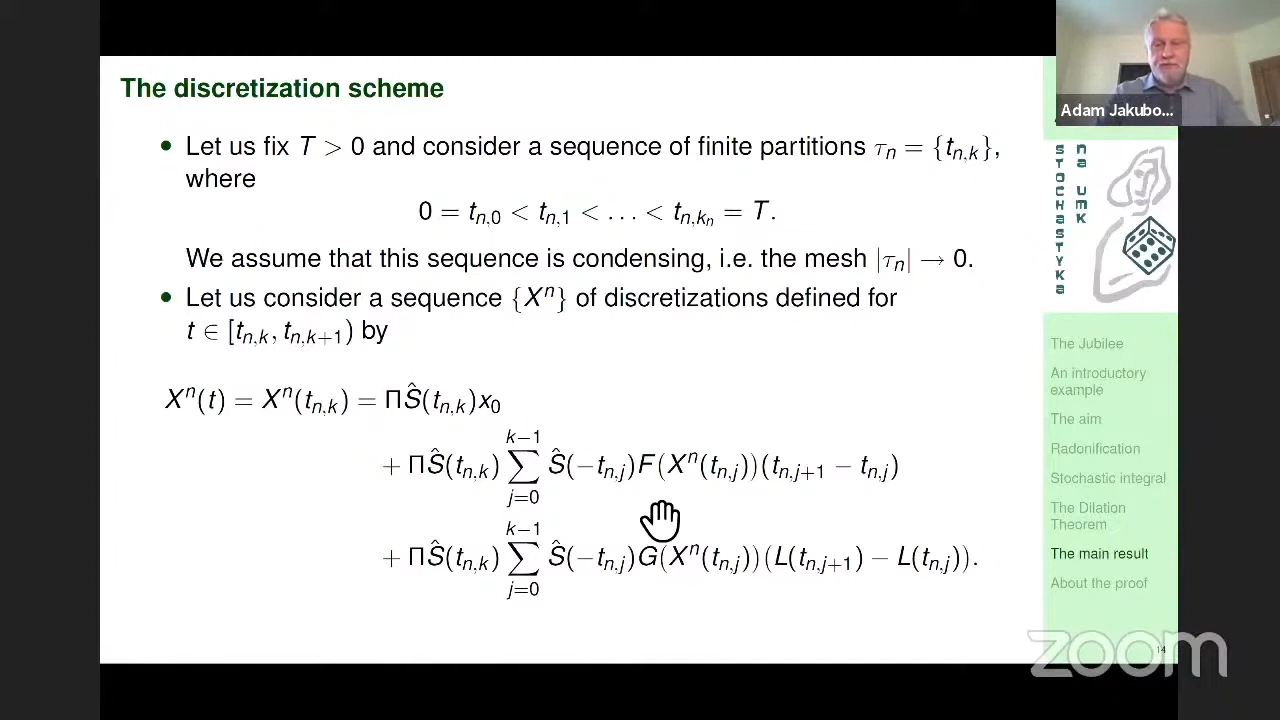 The discretization scheme
• Let us fix T > 0 and consider a sequence of finite partitions τ_n = {t_{n,k}},
where
0 = t_{n,0} < t_{n,1} < … < t_{n,k_n} = T.
We assume that this sequence is condensing, i.e. the mesh |τ_n| → 0.
• Let us consider a sequence {X^n} of discretizations defined for
t ∈ [t_{n,k}, t_{n,k+1}) by
X^n(t) = X^n(t_{n,k}) = ΠŜ(t_{n,k})x_0
+ ΠŜ(t_{n,k}) ∑_{j=0}^{k−1} Ŝ(−t_{n,j})F(X^n(t_{n,j}))(t_{n,j+1} − t_{n,j})
+ ΠŜ(t_{n,k}) ∑_{j=0}^{k−1} Ŝ(−t_{n,j})G(X^n(t_{n,j}))(L(t_{n,j+1}) − L(t_{n,j})).
Adam Jakubo...
STOCHASTYKA
na UMK
The Jubilee
An introductory
example
The aim
Radonification
Stochastic integral
The Dilation
Theorem
The main result
About the proof
14
zoom